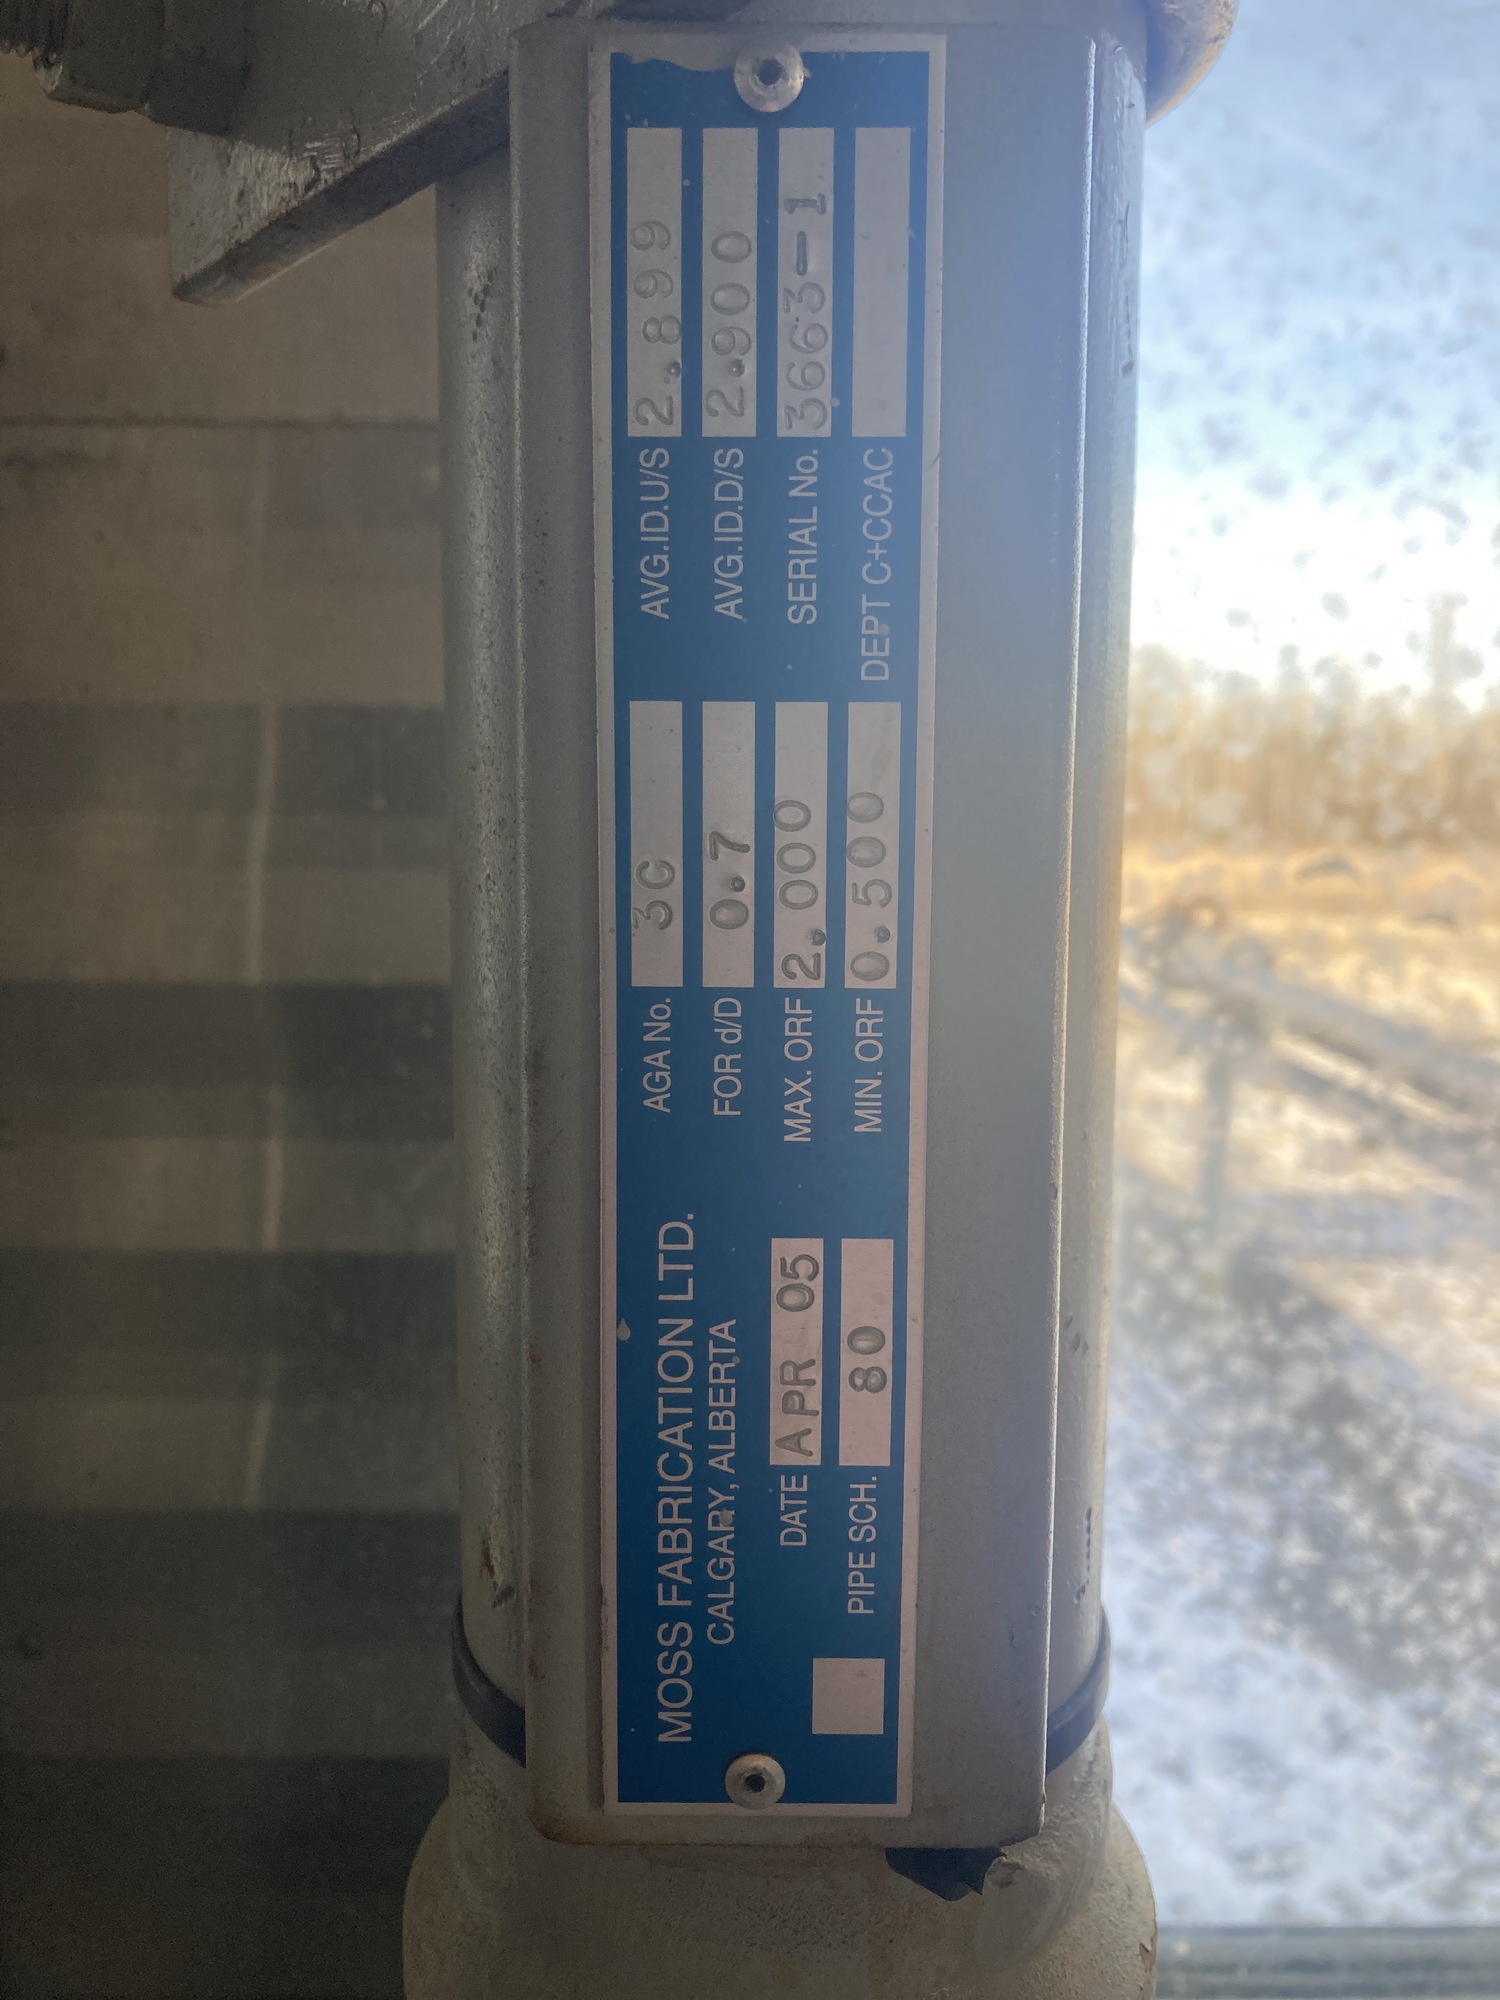 MOSS FABRICATION LTD.
CALGARY, ALBERTA
DATE APR 05
PIPE SCH. 80
AGA No. 3C
FOR d/D 0.7
MAX. ORF 2.000
MIN. ORF 0.500
AVG.ID.U/S 2.899
AVG.ID.D/S 2.900
SERIAL No. 3663-1
DEPT C+CCAC